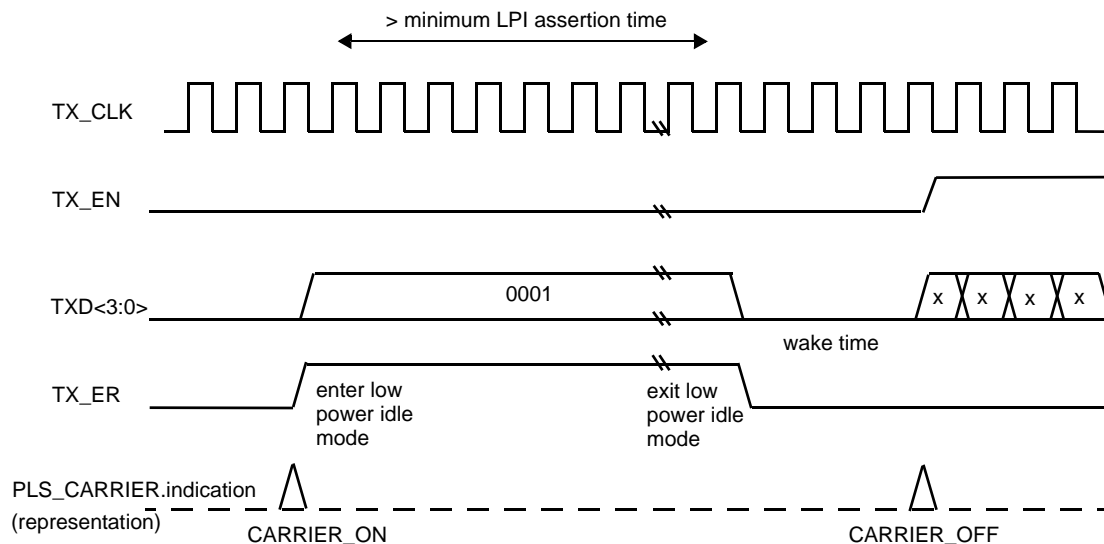 > minimum LPI assertion time
TX_CLK
TX_EN
TXD<3:0>
0001
x x x x
wake time
TX_ER
enter low
power idle
mode
exit low
power idle
mode
PLS_CARRIER.indication
(representation)
CARRIER_ON
CARRIER_OFF